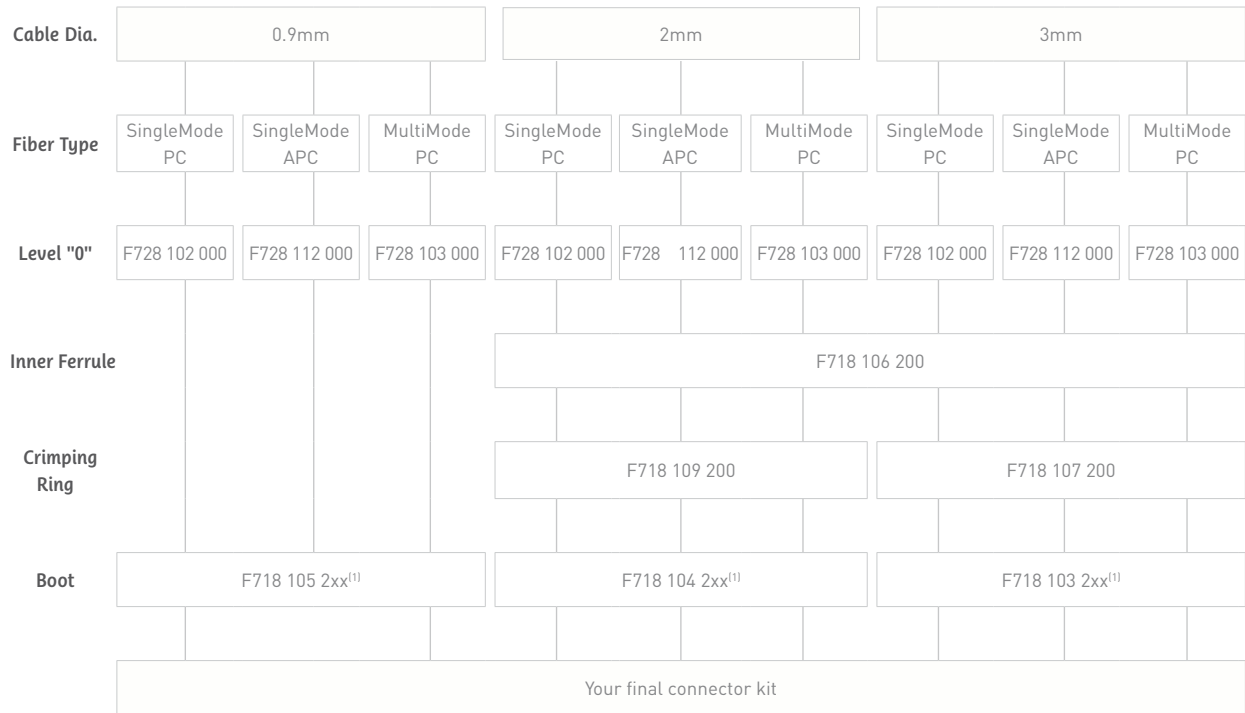 Cable Dia. 0.9mm 2mm 3mm
Fiber Type
SingleMode
PC
SingleMode
APC
MultiMode
PC
SingleMode
PC
SingleMode
APC
MultiMode
PC
SingleMode
PC
SingleMode
APC
MultiMode
PC
Level "0" F728 102 000 F728 112 000 F728 103 000 F728 102 000 F728 112 000 F728 103 000 F728 102 000 F728 112 000 F728 103 000
Inner Ferrule F718 106 200
Crimping
Ring
F718 109 200 F718 107 200
Boot F718 105 2xx(1) F718 104 2xx(1) F718 103 2xx(1)
Your final connector kit